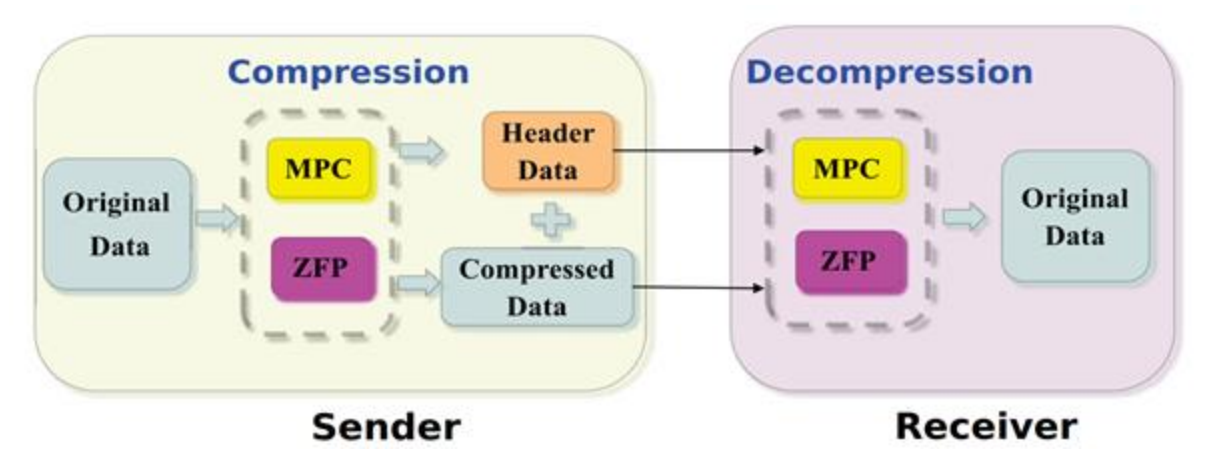 Compression
Original
Data
MPC
ZFP
Header
Data
Compressed
Data
Sender
Decompression
MPC
ZFP
Original
Data
Receiver